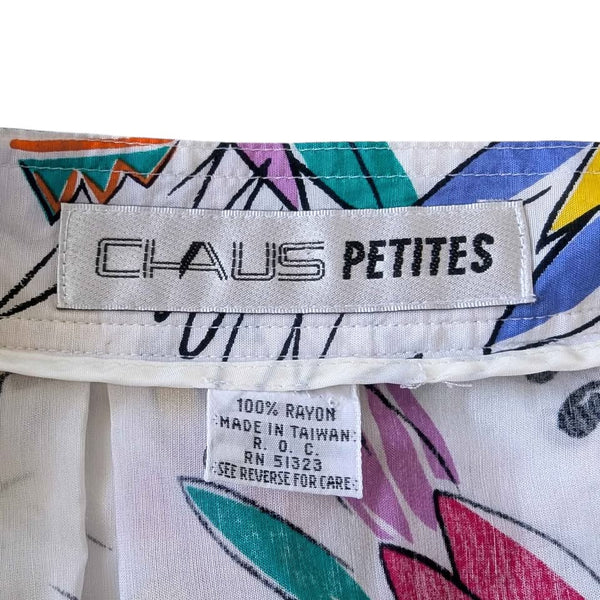 CHAUS PETITES
100% RAYON
MADE IN TAIWAN
R. O. C.
RN 51323
SEE REVERSE FOR CARE